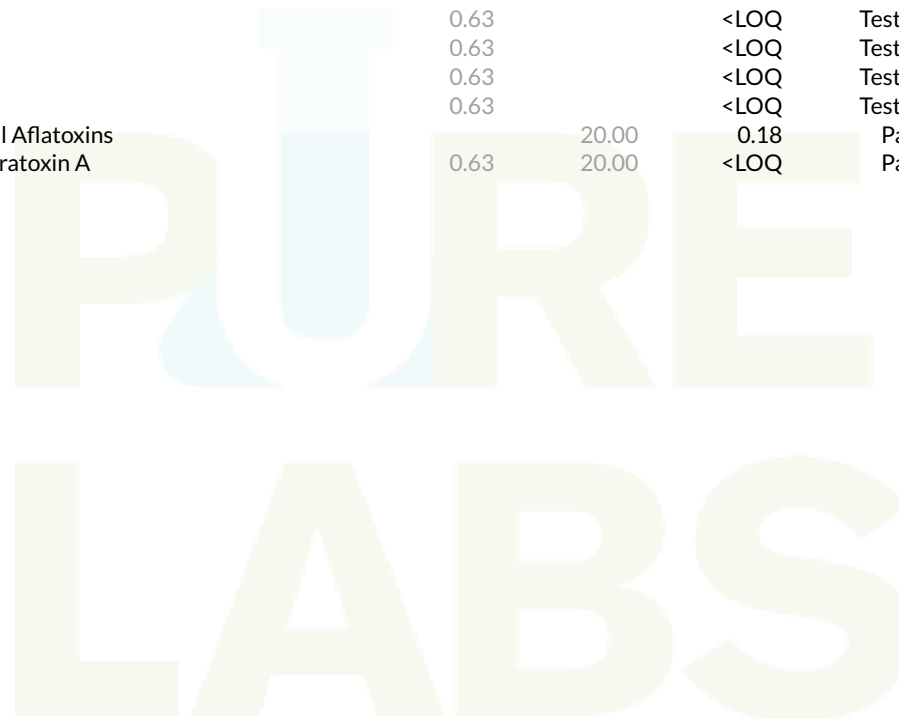 0.63 <LOQ Test
0.63 <LOQ Test
0.63 <LOQ Test
0.63 <LOQ Test
l Aflatoxins 20.00 0.18 Pa
ratoxin A 0.63 20.00 <LOQ Pa
PURE
LABS